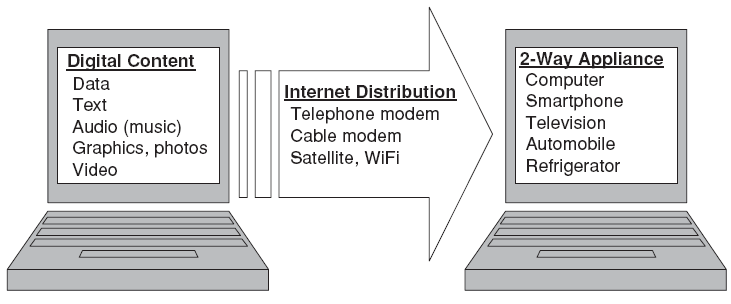 Digital Content
Data
Text
Audio (music)
Graphics, photos
Video
Internet Distribution
Telephone modem
Cable modem
Satellite, WiFi
2-Way Appliance
Computer
Smartphone
Television
Automobile
Refrigerator